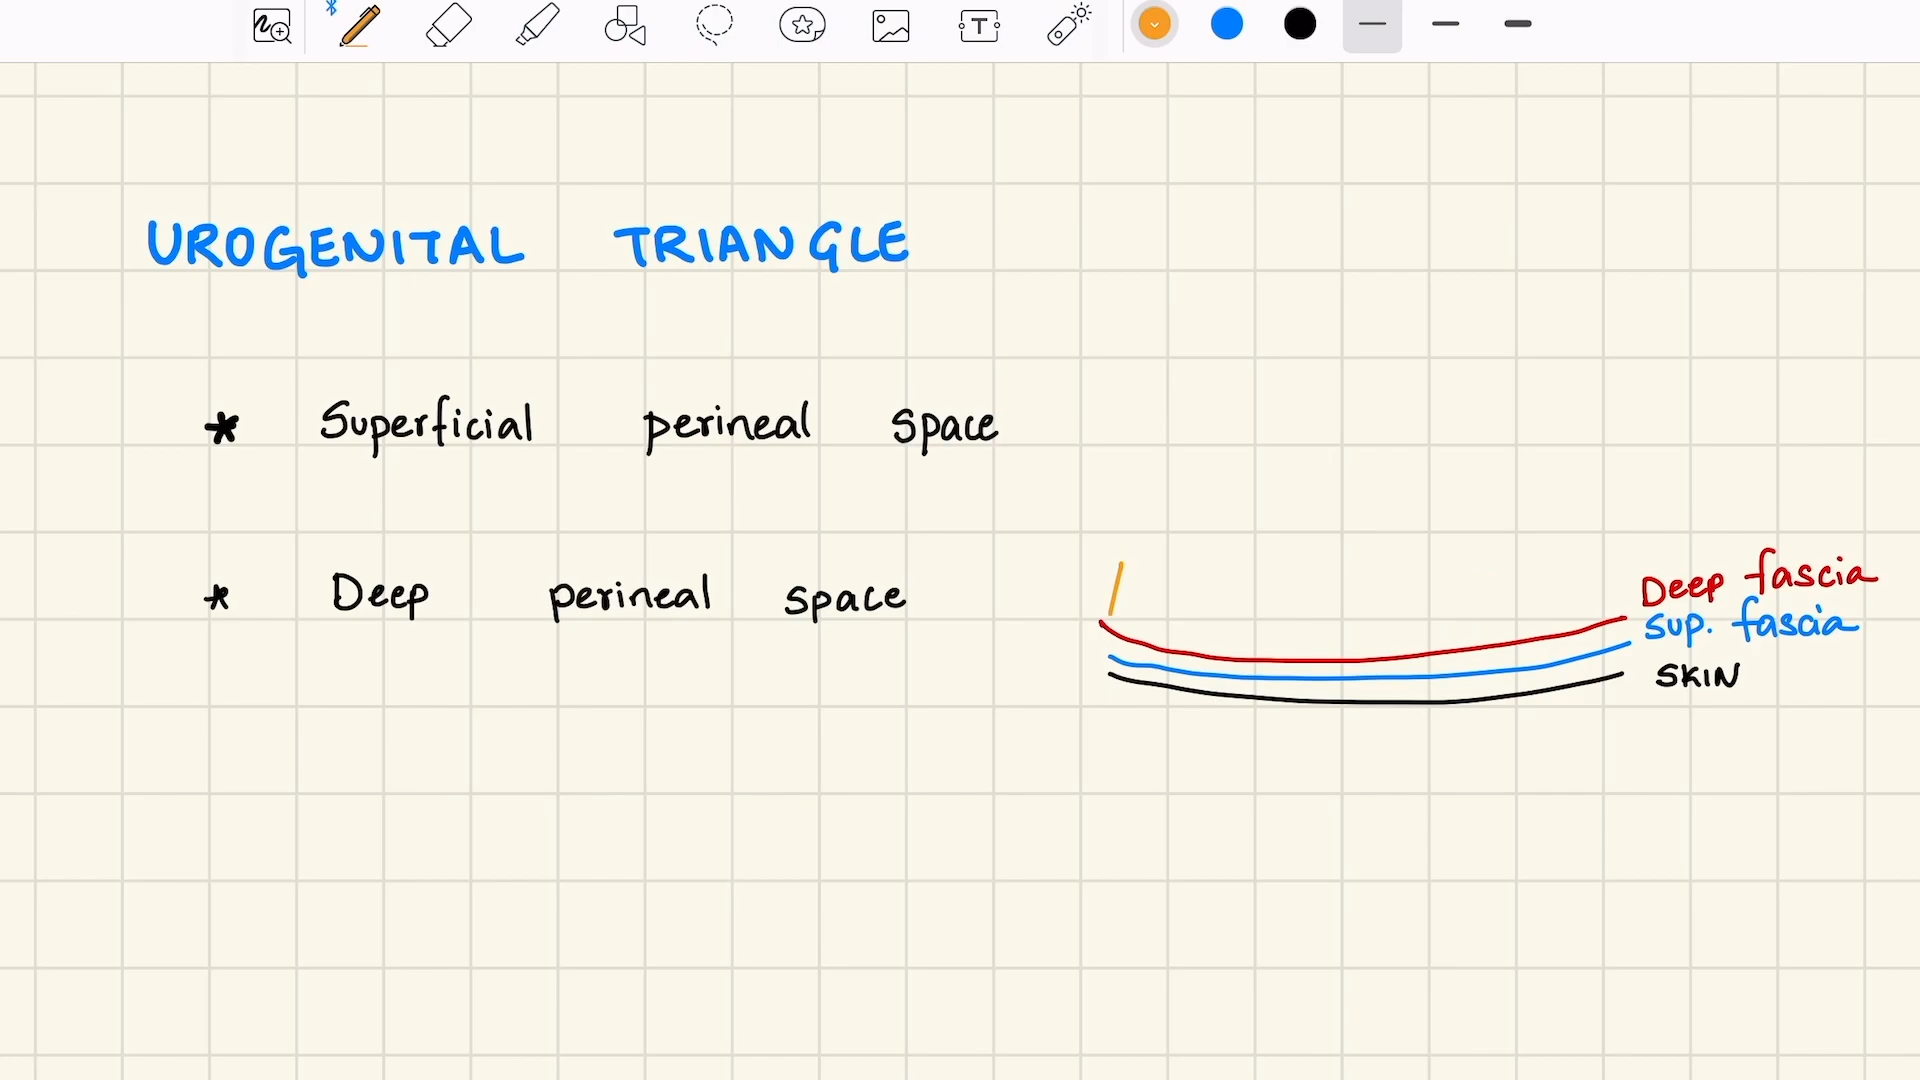 UROGENITAL TRIANGLE
* Superficial perineal space
* Deep perineal space
Deep fascia
sup. fascia
SKIN